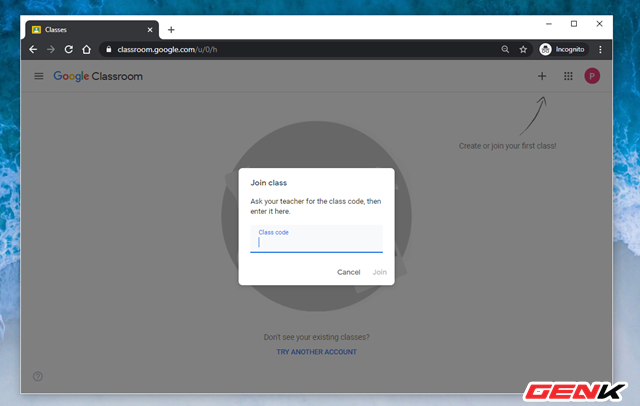 Classes
classroom.google.com/u/0/h
Incognito
Google Classroom
P
Create or join your first class!
Join class
Ask your teacher for the class code, then
enter it here.
Class code
Cancel
Join
Don't see your existing classes?
TRY ANOTHER ACCOUNT
GENK